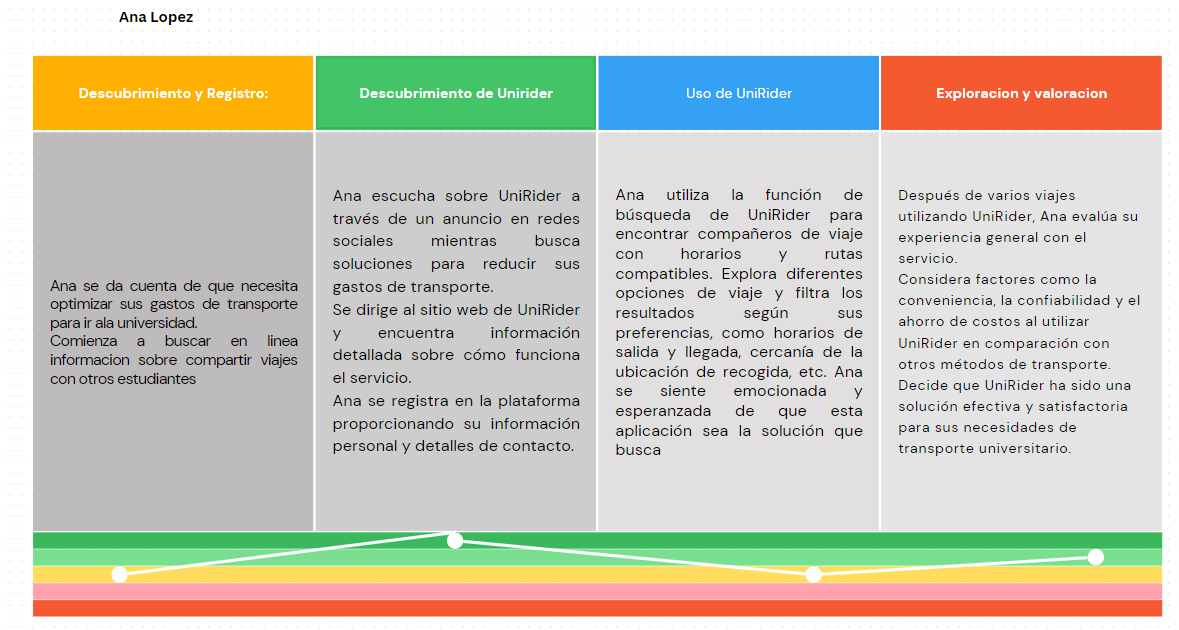 Ana Lopez
Descubrimiento y Registro:
Descubrimiento de Unirider
Uso de UniRider
Exploracion y valoracion
Ana se da cuenta de que necesita
optimizar sus gastos de transporte
para ir ala universidad.
Comienza a buscar en linea
informacion sobre compartir viajes
con otros estudiantes
Ana escucha sobre UniRider a
través de un anuncio en redes
sociales mientras busca
soluciones para reducir sus
gastos de transporte.
Se dirige al sitio web de UniRider
y encuentra información
detallada sobre cómo funciona
el servicio.
Ana se registra en la plataforma
proporcionando su información
personal y detalles de contacto.
Ana utiliza la función de
búsqueda de UniRider para
encontrar compañeros de viaje
con horarios y rutas
compatibles. Explora diferentes
opciones de viaje y filtra los
resultados según sus
preferencias, como horarios de
salida y llegada, cercanía de la
ubicación de recogida, etc. Ana
se siente emocionada y
esperanzada de que esta
aplicación sea la solución que
busca
Después de varios viajes
utilizando UniRider, Ana evalúa su
experiencia general con el
servicio.
Considera factores como la
conveniencia, la confiabilidad y el
ahorro de costos al utilizar
UniRider en comparación con
otros métodos de transporte.
Decide que UniRider ha sido una
solución efectiva y satisfactoria
para sus necesidades de
transporte universitario.